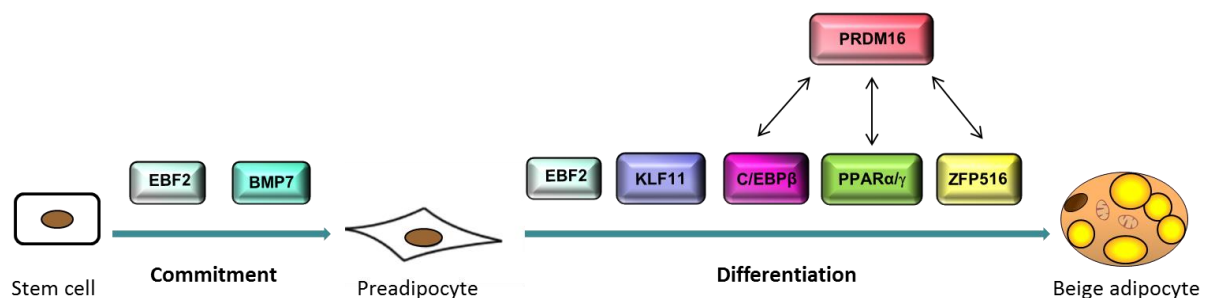 PRDM16
EBF2 BMP7 EBF2 KLF11 C/EBPβ PPARα/γ ZFP516
Commitment Differentiation
Stem cell Preadipocyte Beige adipocyte